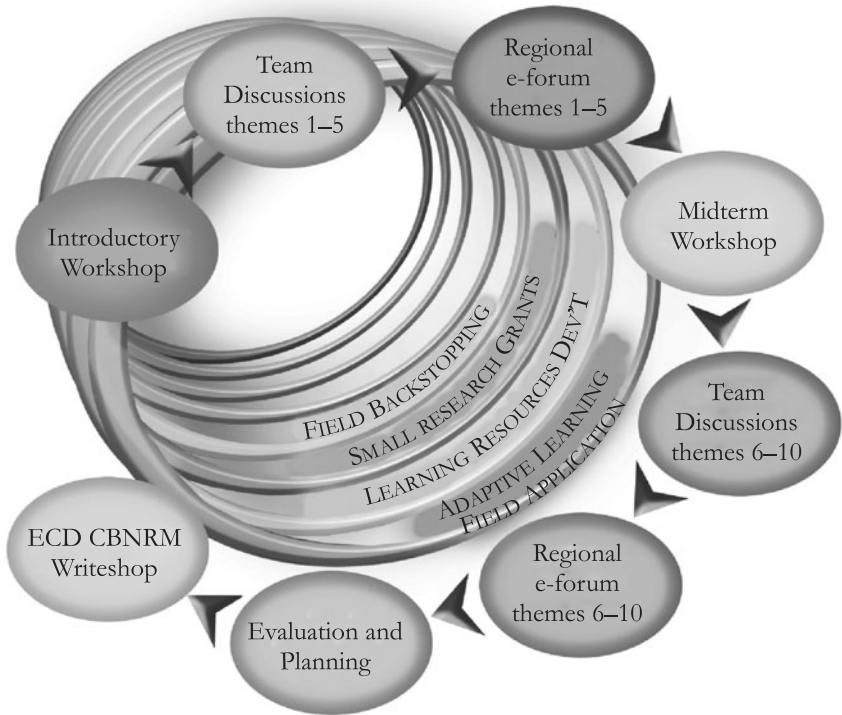 Team
Discussions
themes 1–5
Regional
e-forum
themes 1–5
Introductory
Workshop
Midterm
Workshop
FIELD BACKSTOPPING
SMALL RESEARCH GRANTS
LEARNING RESOURCES DEV'T
ADAPTIVE LEARNING
FIELD APPLICATION
Team
Discussions
themes 6–10
Regional
e-forum
themes 6–10
Evaluation and
Planning
ECD CBNRM
Writeshop